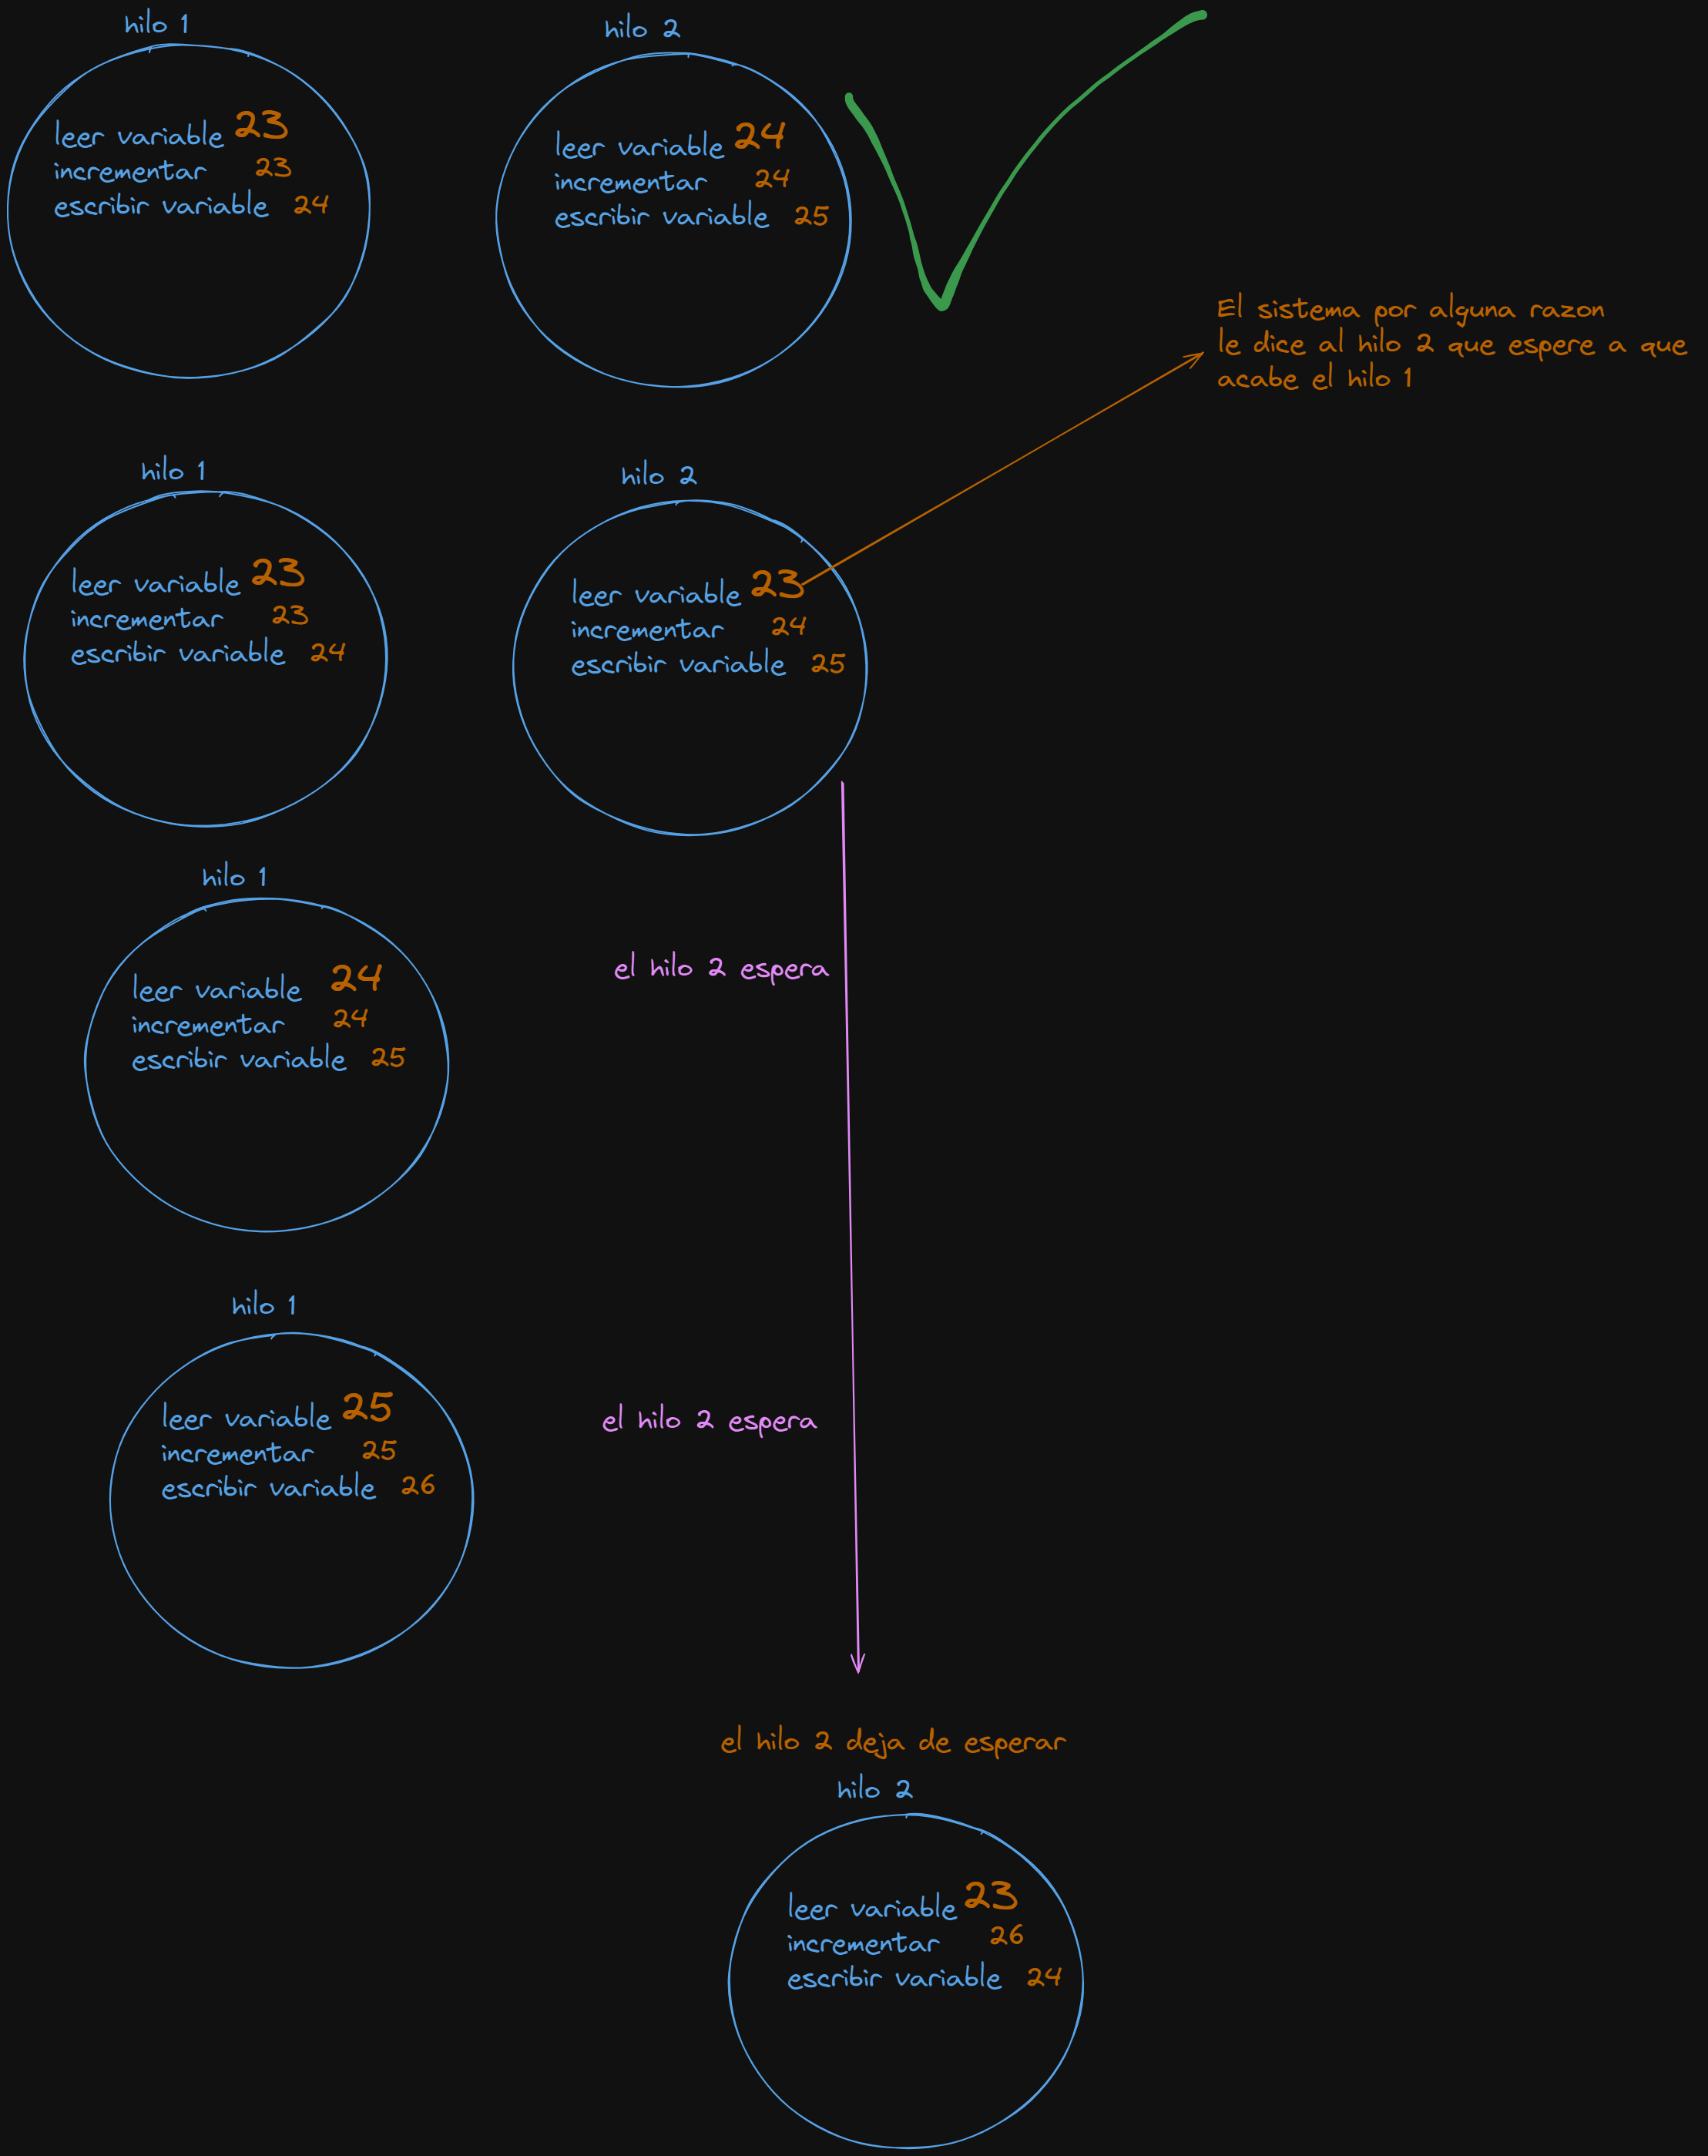 hilo 1
leer variable 23
incrementar 23
escribir variable 24
hilo 2
leer variable 24
incrementar 24
escribir variable 25
El sistema por alguna razon
le dice al hilo 2 que espere a que
acabe el hilo 1
hilo 1
leer variable 23
incrementar 23
escribir variable 24
hilo 2
leer variable 23
incrementar 24
escribir variable 25
hilo 1
leer variable 24
incrementar 24
escribir variable 25
el hilo 2 espera
hilo 1
leer variable 25
incrementar 25
escribir variable 26
el hilo 2 espera
el hilo 2 deja de esperar
hilo 2
leer variable 23
incrementar 26
escribir variable 24